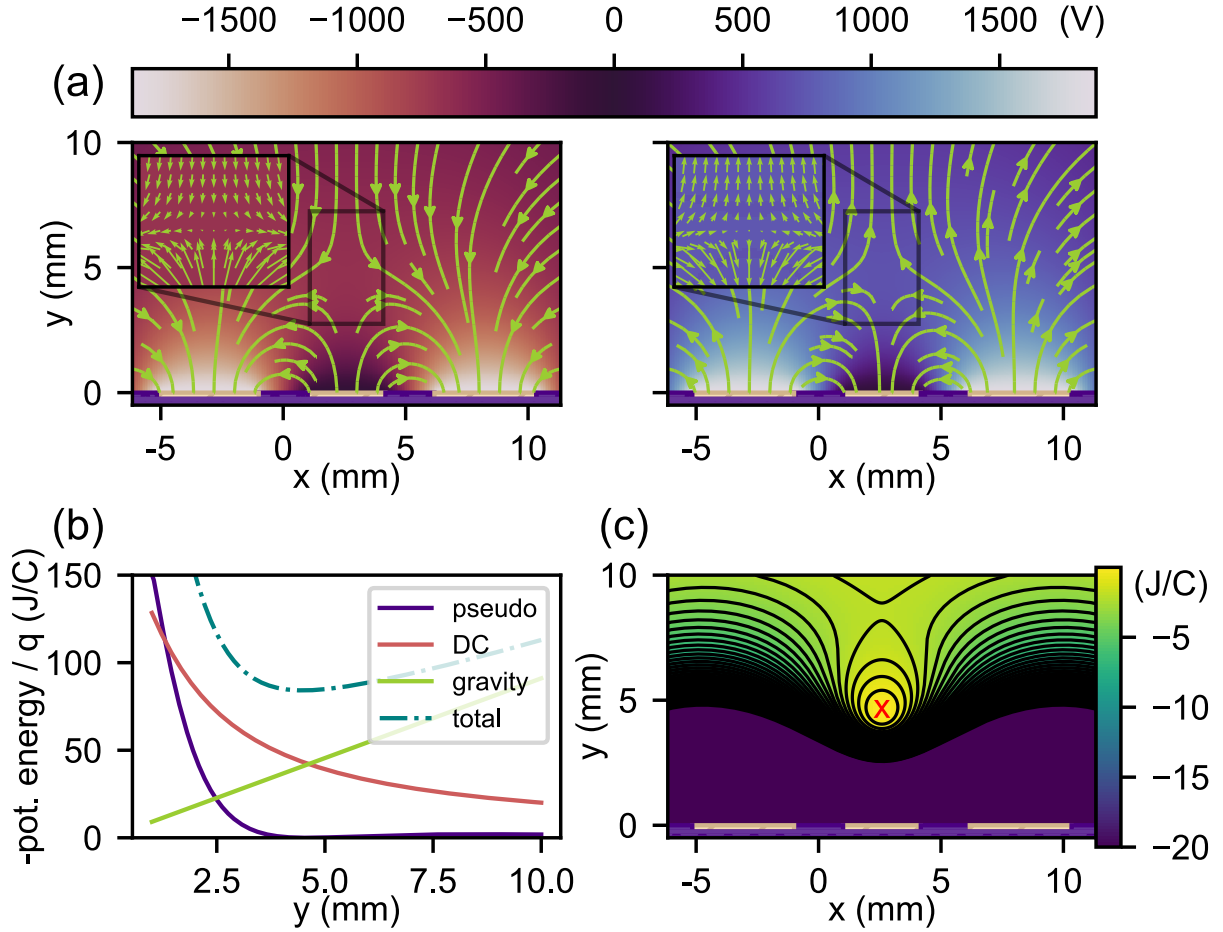 −1500 −1000 −500 0 500 1000 1500 (V)
(a)
y (mm)
10
5
0
-5 0 5 10
x (mm)
-5 0 5 10
x (mm)
(b)
-pot. energy / q (J/C)
150
100
50
0
pseudo
DC
gravity
total
2.5 5.0 7.5 10.0
y (mm)
(c)
y (mm)
10
5
0
-5 0 5 10
x (mm)
(J/C)
−5
−10
−15
−20
x